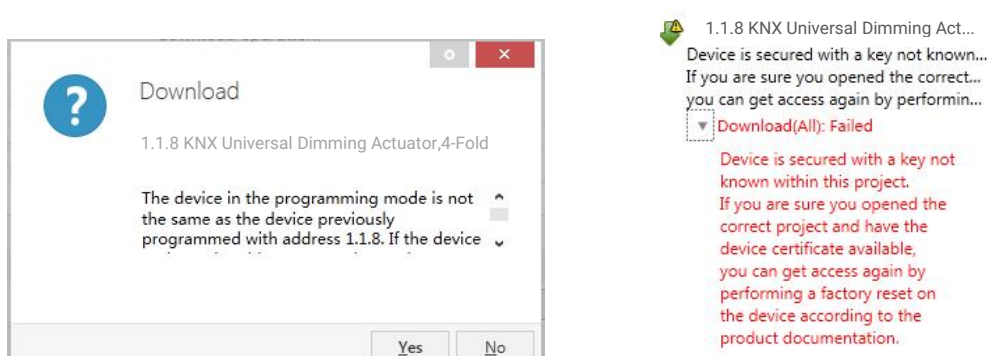 Download
1.1.8 KNX Universal Dimming Actuator,4-Fold
The device in the programming mode is not
the same as the device previously
programmed with address 1.1.8. If the device
Yes
No
1.1.8 KNX Universal Dimming Act...
Device is secured with a key not known...
If you are sure you opened the correct...
you can get access again by performin...
Download(All): Failed
Device is secured with a key not
known within this project.
If you are sure you opened the
correct project and have the
device certificate available,
you can get access again by
performing a factory reset on
the device according to the
product documentation.